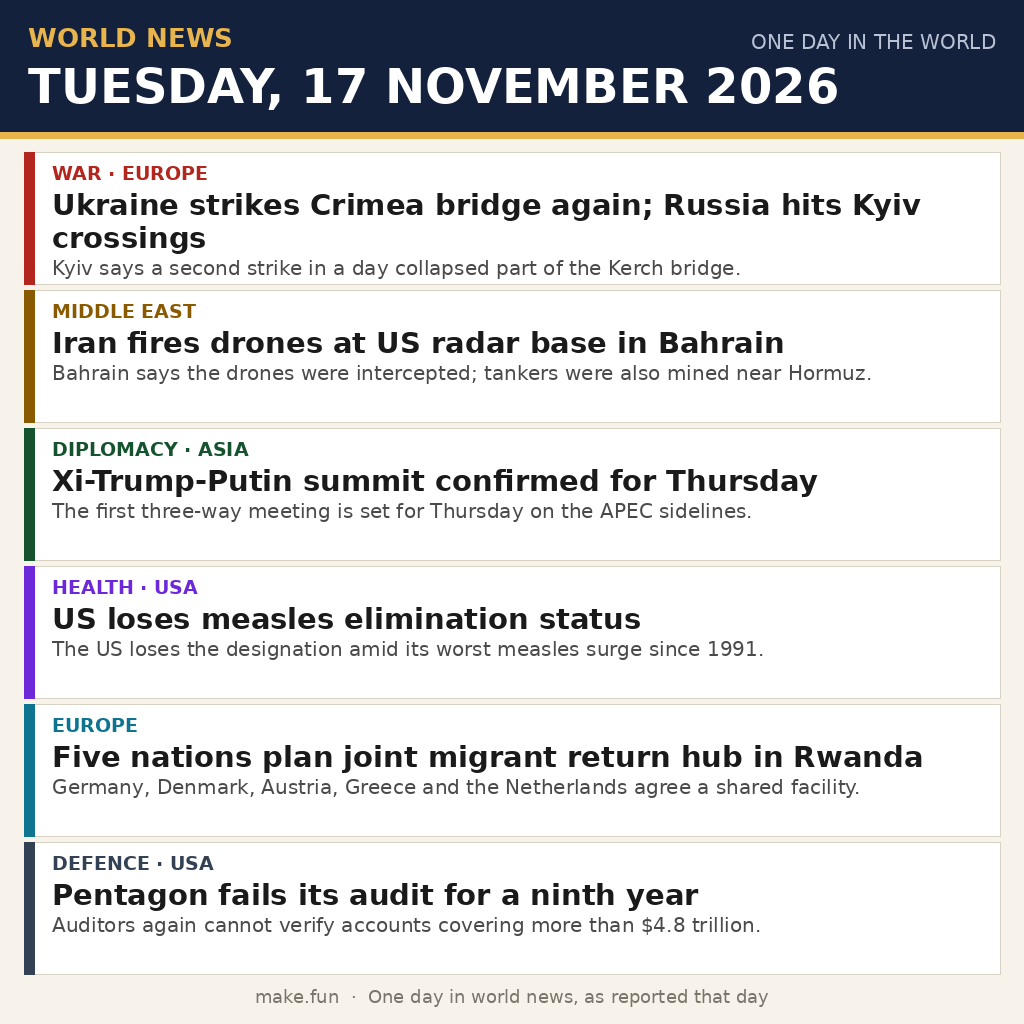 WORLD NEWS
ONE DAY IN THE WORLD
TUESDAY, 17 NOVEMBER 2026
WAR · EUROPE
Ukraine strikes Crimea bridge again; Russia hits Kyiv
crossings
Kyiv says a second strike in a day collapsed part of the Kerch bridge.
MIDDLE EAST
Iran fires drones at US radar base in Bahrain
Bahrain says the drones were intercepted; tankers were also mined near Hormuz.
DIPLOMACY · ASIA
Xi-Trump-Putin summit confirmed for Thursday
The first three-way meeting is set for Thursday on the APEC sidelines.
HEALTH · USA
US loses measles elimination status
The US loses the designation amid its worst measles surge since 1991.
EUROPE
Five nations plan joint migrant return hub in Rwanda
Germany, Denmark, Austria, Greece and the Netherlands agree a shared facility.
DEFENCE · USA
Pentagon fails its audit for a ninth year
Auditors again cannot verify accounts covering more than $4.8 trillion.
make.fun · One day in world news, as reported that day